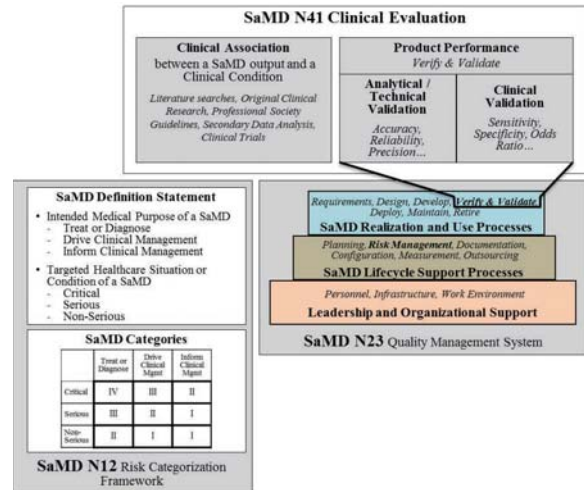 SaMD N41 Clinical Evaluation
Clinical Association
between a SaMD output and a
Clinical Condition
Literature searches, Original Clinical
Research, Professional Society
Guidelines, Secondary Data Analysis,
Clinical Trials
Product Performance
Verify & Validate
Analytical /
Technical
Validation
Accuracy,
Reliability,
Precision…
Clinical
Validation
Sensitivity,
Specificity, Odds
Ratio…
SaMD Definition Statement
• Intended Medical Purpose of a SaMD
- Treat or Diagnose
- Drive Clinical Management
- Inform Clinical Management
• Targeted Healthcare Situation or
Condition of a SaMD
- Critical
- Serious
- Non-Serious
SaMD Categories
Treat or
Diagnose
Drive
Clinical
Mgmt
Inform
Clinical
Mgmt
Critical IV III II
Serious III II I
Non-
Serious II I I
SaMD N12 Risk Categorization
Framework
Requirements, Design, Develop, Verify & Validate,
Deploy, Maintain, Retire
SaMD Realization and Use Processes
Planning, Risk Management, Documentation,
Configuration, Measurement, Outsourcing
SaMD Lifecycle Support Processes
Personnel, Infrastructure, Work Environment
Leadership and Organizational Support
SaMD N23 Quality Management System